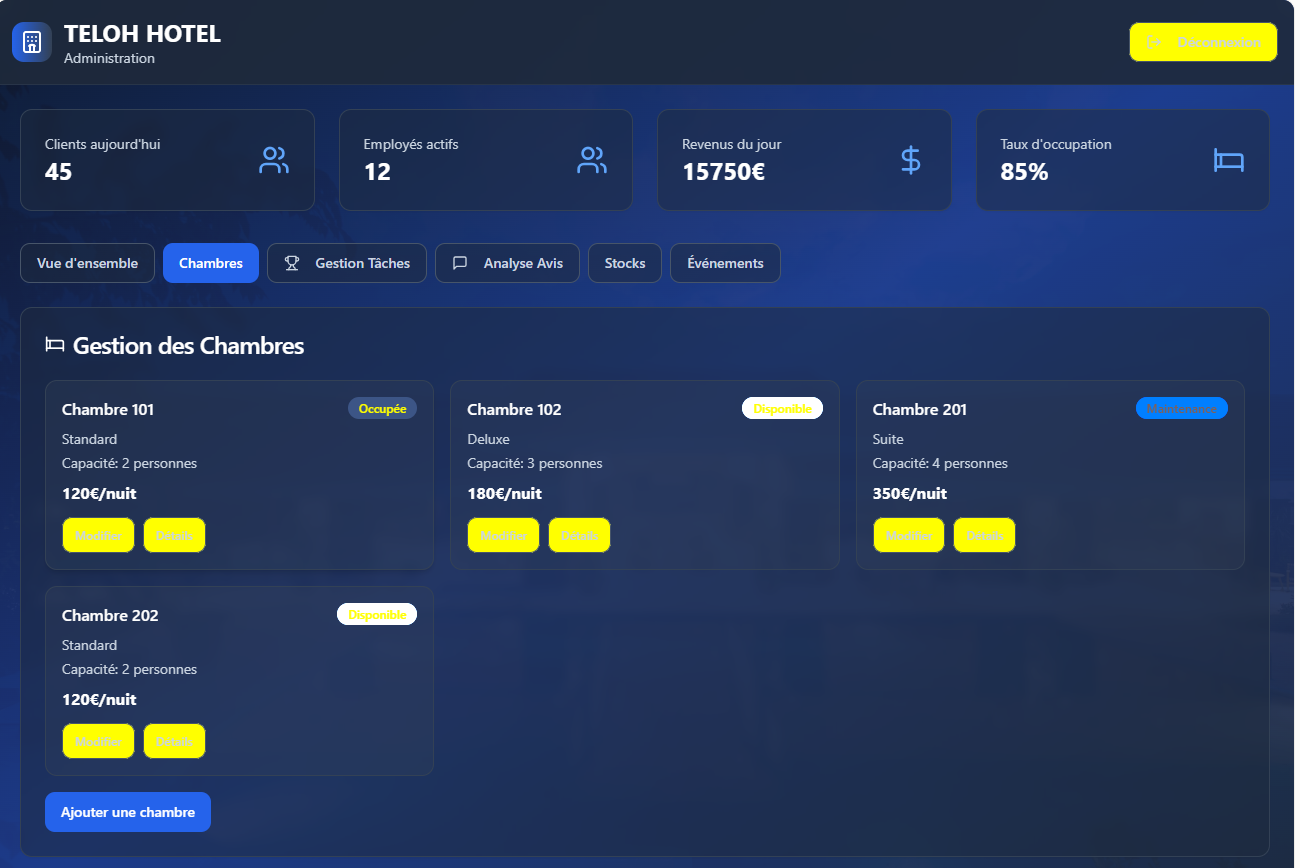 TELOH HOTEL
Administration
Déconnexion
Clients aujourd'hui
45
Employés actifs
12
Revenus du jour
15750€
Taux d'occupation
85%
Vue d'ensemble
Chambres
Gestion Tâches
Analyse Avis
Stocks
Événements
Gestion des Chambres
Chambre 101
Occupée
Standard
Capacité: 2 personnes
120€/nuit
Modifier
Détails
Chambre 102
Disponible
Deluxe
Capacité: 3 personnes
180€/nuit
Modifier
Détails
Chambre 201
Maintenance
Suite
Capacité: 4 personnes
350€/nuit
Modifier
Détails
Chambre 202
Disponible
Standard
Capacité: 2 personnes
120€/nuit
Modifier
Détails
Ajouter une chambre